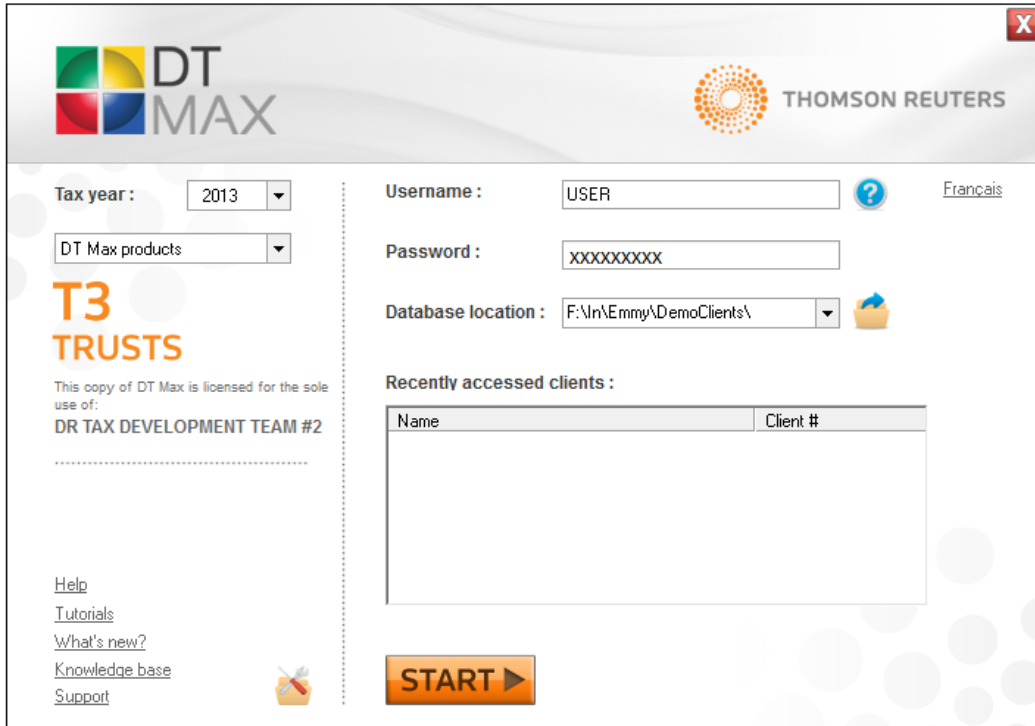 X
DT
MAX
THOMSON REUTERS
Tax year :
2013
DT Max products
T3
TRUSTS
This copy of DT Max is licensed for the sole
use of:
DR TAX DEVELOPMENT TEAM #2
Help
Tutorials
What's new?
Knowledge base
Support
Username :
USER
?
Français
Password :
xxxxxxxxx
Database location :
F:\In\Emmy\DemoClients\
Recently accessed clients :
Name Client #
START